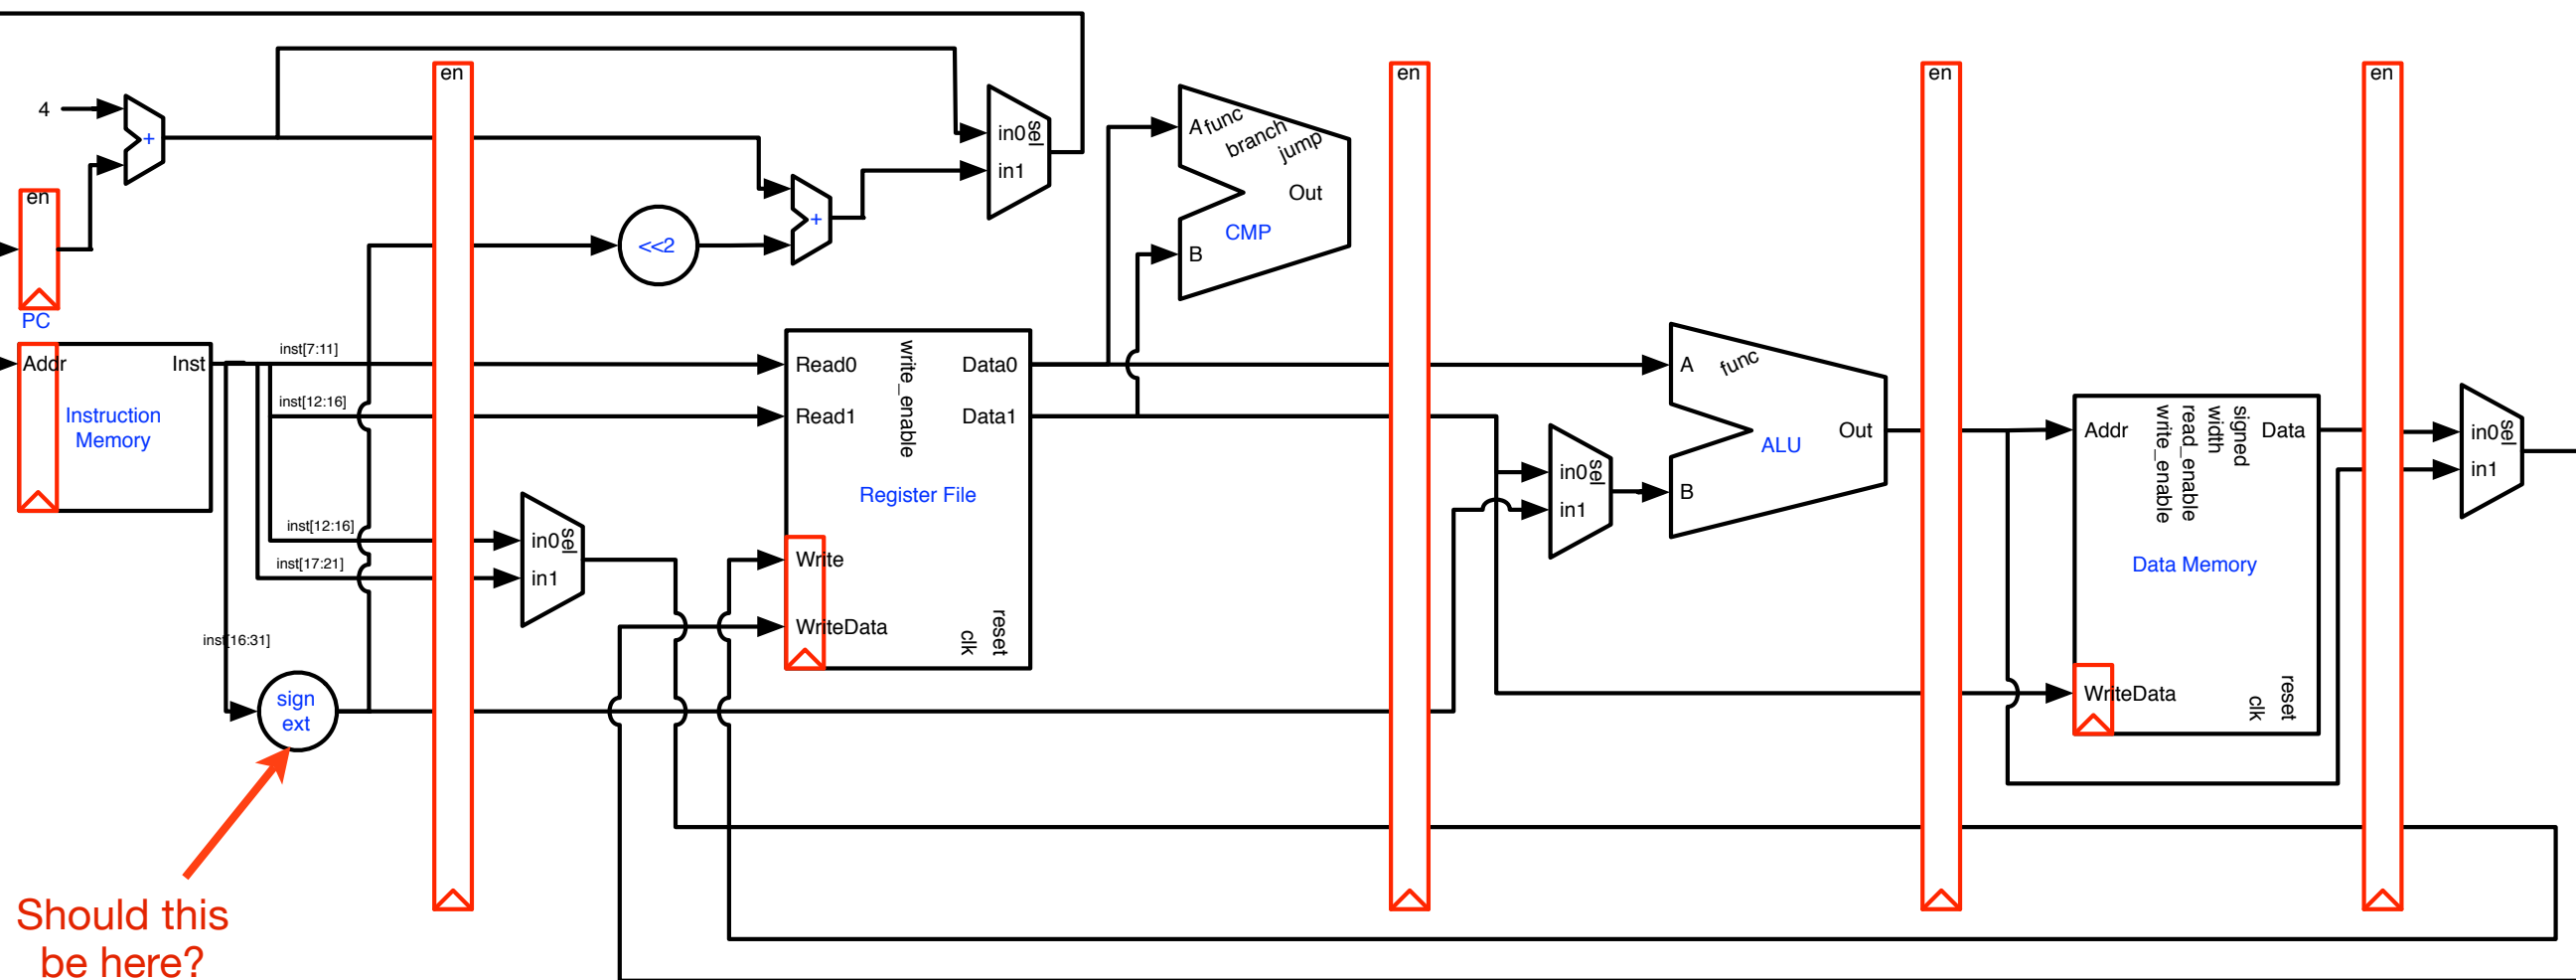 en
en
en
en
4
+
in0
sel
in1
A
func
branch
jump
Out
CMP
B
en
+
<<2
PC
Addr
Inst
Instruction
Memory
inst[7:11]
inst[12:16]
inst[12:16]
inst[17:21]
inst[16:31]
in0
sel
in1
Read0
Read1
write_enable
Data0
Data1
Register File
Write
WriteData
clk
reset
sign
ext
in0
sel
in1
A
func
B
Out
ALU
Addr
write_enable
read_enable
width
signed
Data
Data Memory
WriteData
clk
reset
in0
sel
in1
Should this
be here?